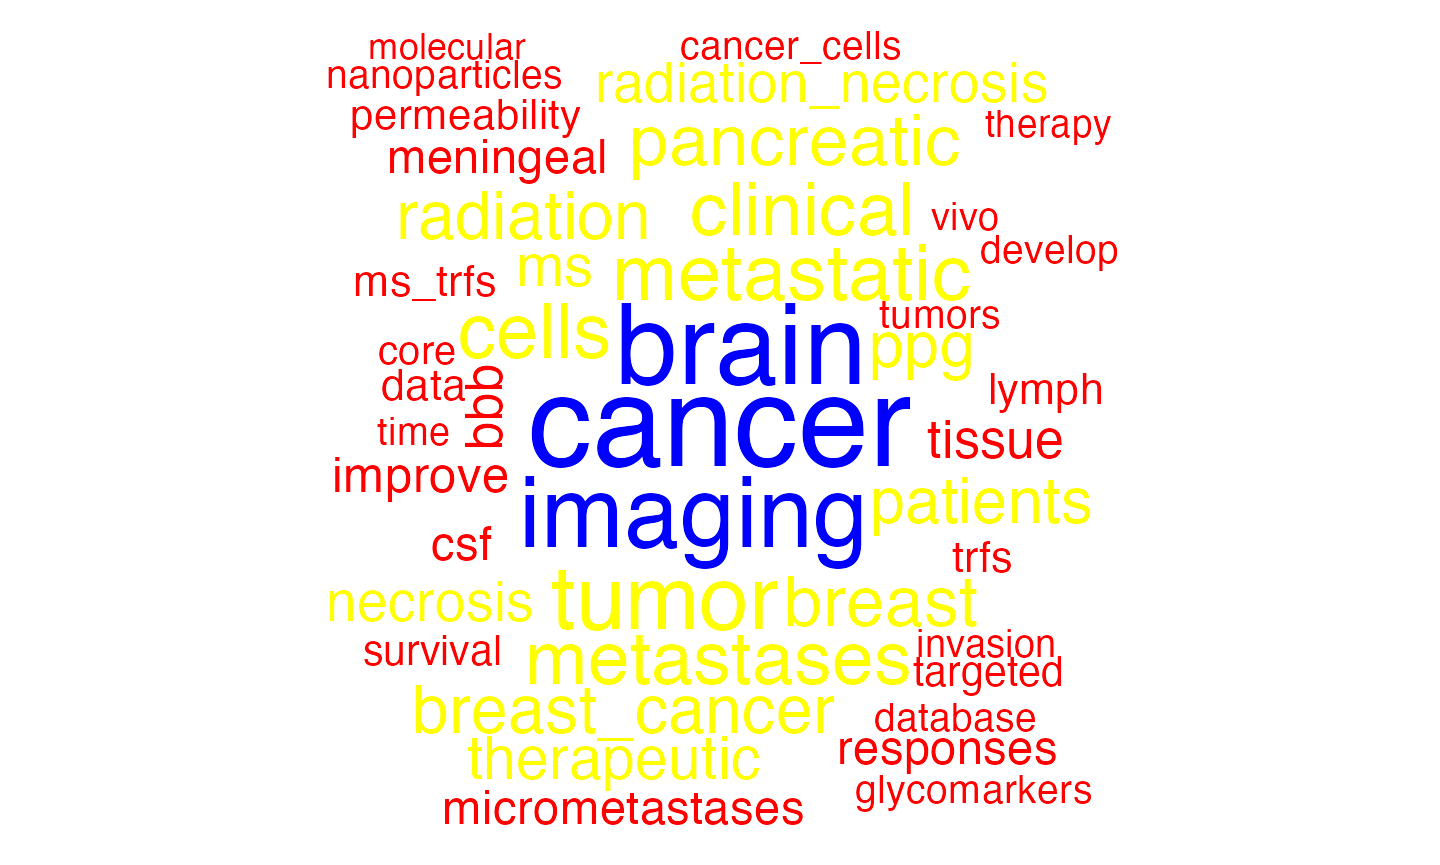 molecular cancer_cells
nanoparticles radiation_necrosis
permeability pancreatic therapy
meningeal
radiation clinical vivo
ms_trfs ms metastatic develop
cells brain tumors
core ppg
data bbb cancer lymph
time tissue
improve imaging patients
csf trfs
necrosis tumor breast
survival metastases invasion
targeted
breast_cancer database
therapeutic responses
micrometastases glycomarkers